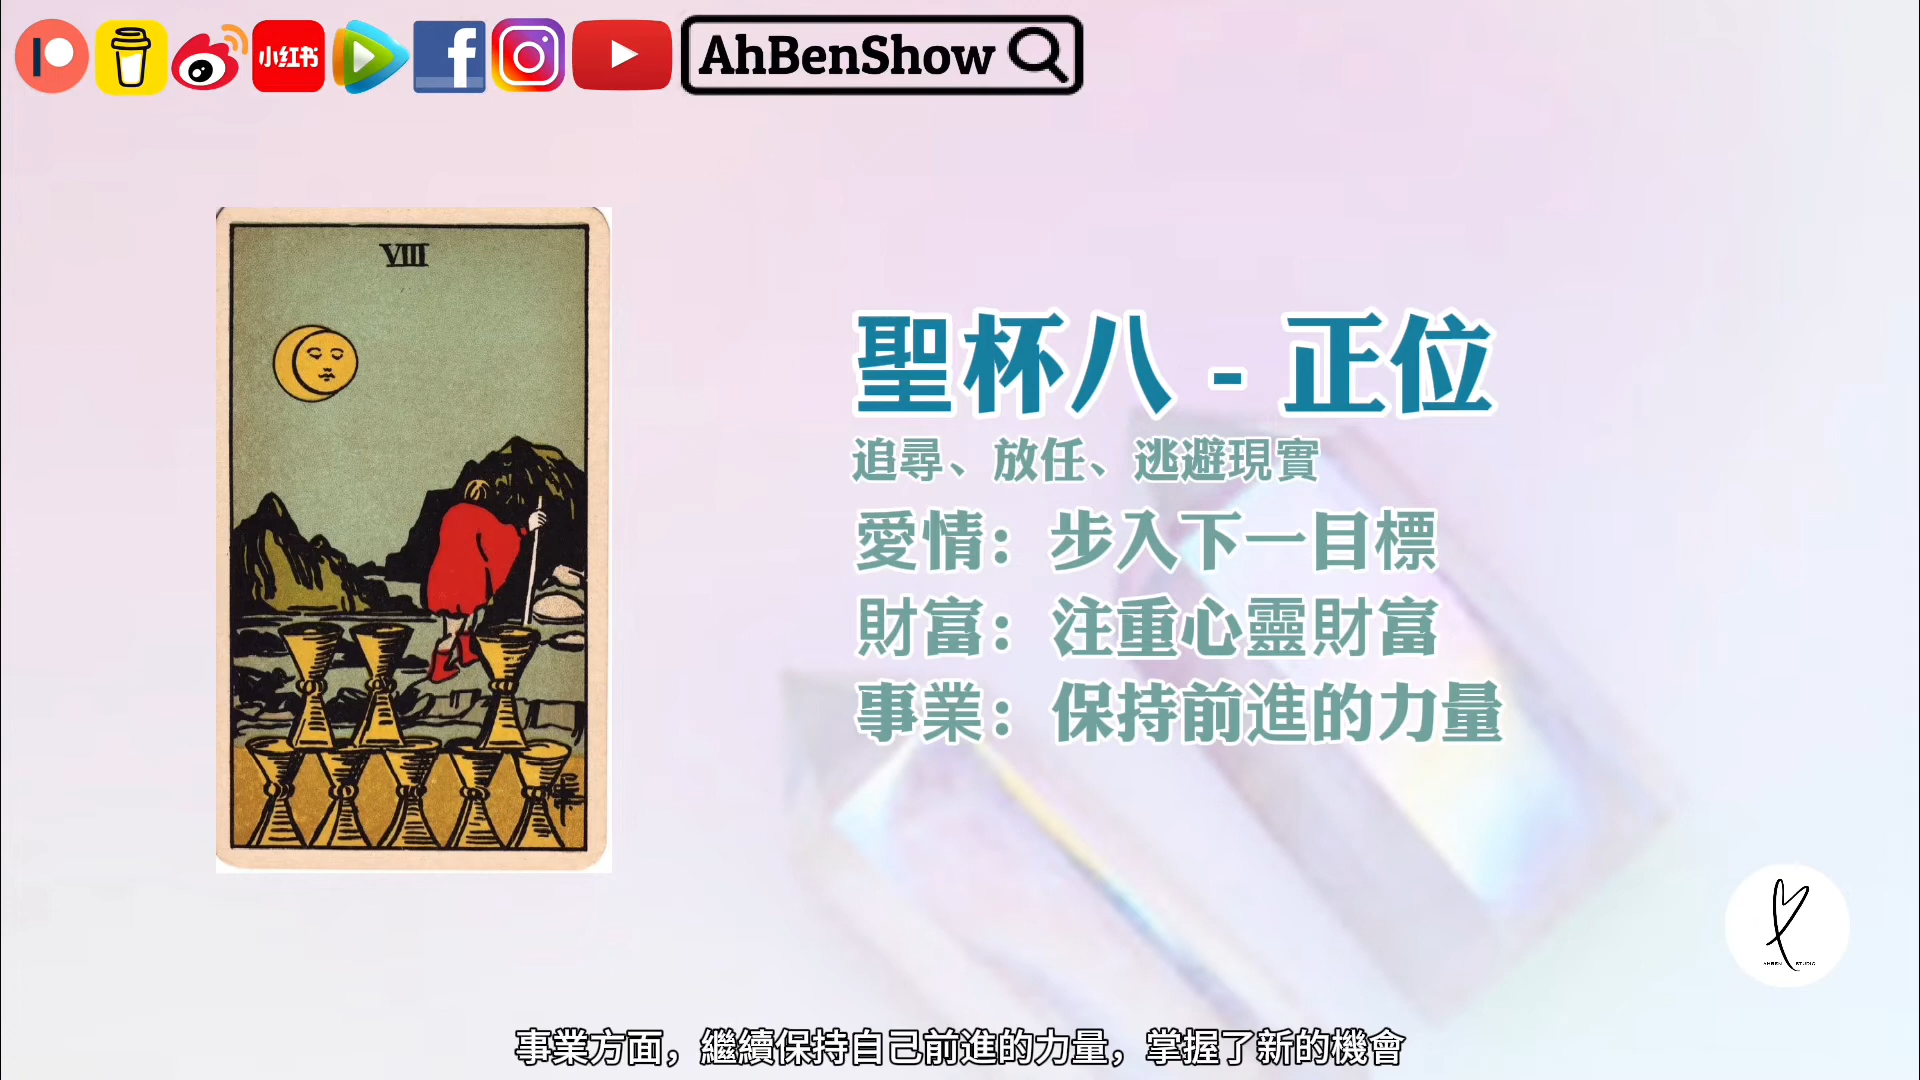 小红书
AhBenShow
VIII
聖杯八 - 正位
追尋、放任、逃避現實
愛情：步入下一目標
財富：注重心靈財富
事業：保持前進的力量
AHBEN STUDIO
事業方面，繼續保持自己前進的力量，掌握了新的機會